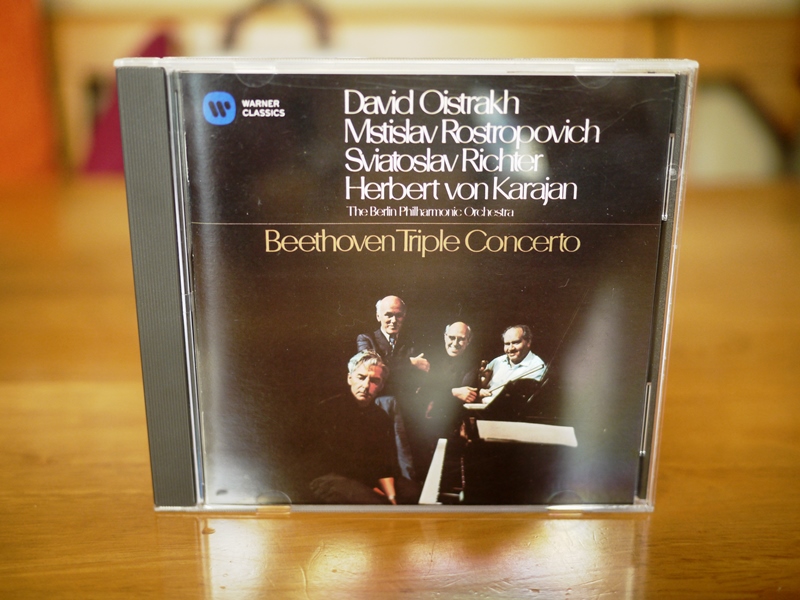 WARNER
CLASSICS
David Oistrakh
Mstislav Rostropovich
Sviatoslav Richter
Herbert von Karajan
The Berlin Philharmonic Orchestra
Beethoven Triple Concerto